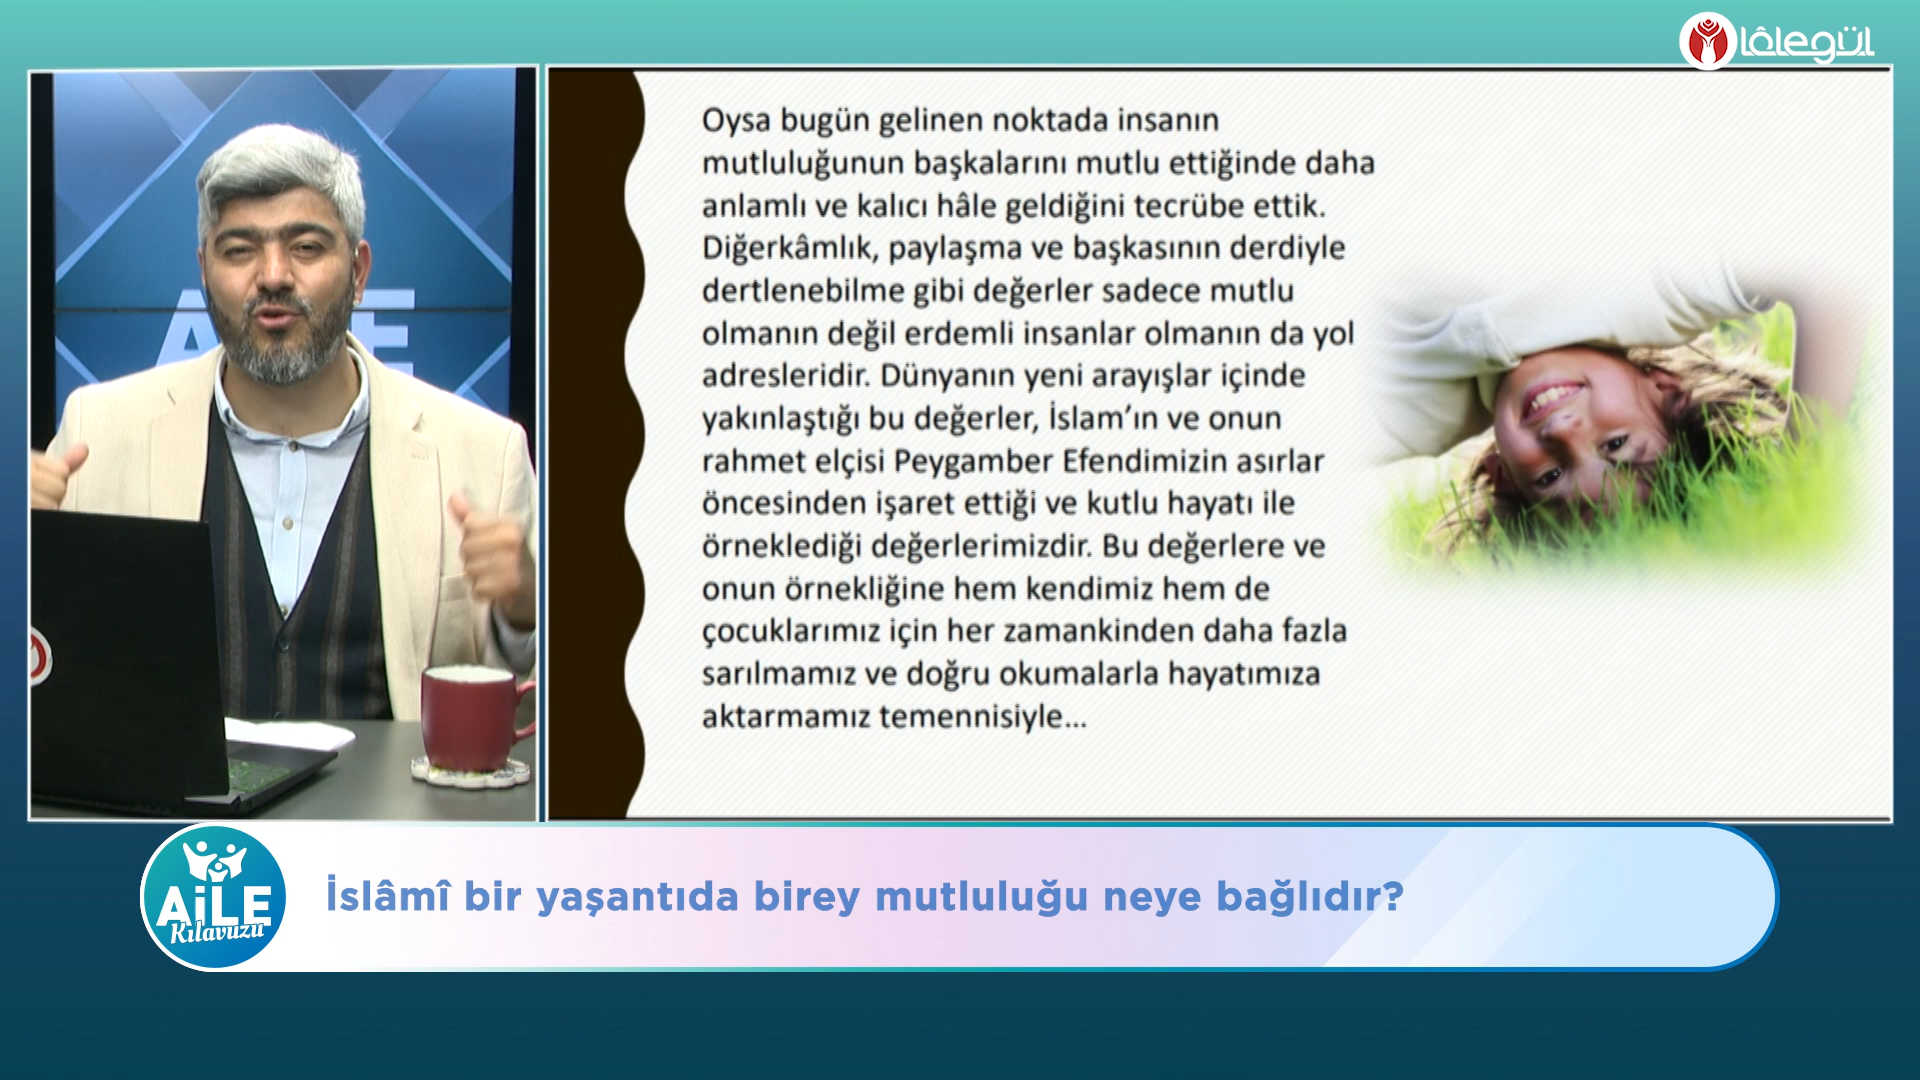 lâlegül
Oysa bugün gelinen noktada insanın
mutluluğunun başkalarını mutlu ettiğinde daha
anlamlı ve kalıcı hâle geldiğini tecrübe ettik.
Diğerkâmlık, paylaşma ve başkasının derdiyle
dertlenebilme gibi değerler sadece mutlu
olmanın değil erdemli insanlar olmanın da yol
adresleridir. Dünyanın yeni arayışlar içinde
yakınlaştığı bu değerler, İslam’ın ve onun
rahmet elçisi Peygamber Efendimizin asırlar
öncesinden işaret ettiği ve kutlu hayatı ile
örneklediği değerlerimizdir. Bu değerlere ve
onun örnekliğine hem kendimiz hem de
çocuklarımız için her zamankinden daha fazla
sarılmamız ve doğru okumalarla hayatımıza
aktarmamız temennisiyle...
AiLE
Kılavuzu
İslâmî bir yaşantıda birey mutluluğu neye bağlıdır?